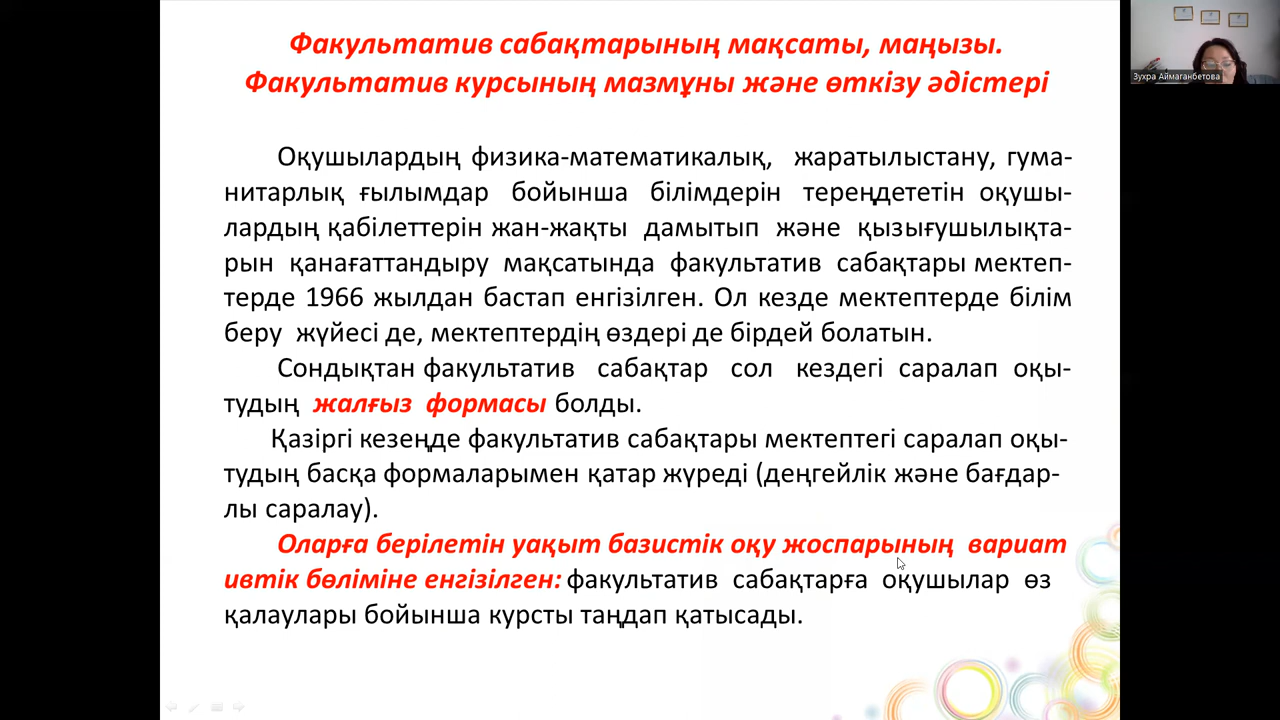 Факультатив сабақтарының мақсаты, маңызы.
Факультатив курсының мазмұны және өткізу әдістері
Зухра Аймаганбетова
Оқушылардың физика-математикалық, жаратылыстану, гума-
нитарлық ғылымдар бойынша білімдерін тереңдететін оқушы-
лардың қабілеттерін жан-жақты дамытып және қызығушылықта-
рын қанағаттандыру мақсатында факультатив сабақтары мектеп-
терде 1966 жылдан бастап енгізілген. Ол кезде мектептерде білім
беру жүйесі де, мектептердің өздері де бірдей болатын.
Сондықтан факультатив сабақтар сол кездегі саралап оқы-
тудың жалғыз формасы болды.
Қазіргі кезеңде факультатив сабақтары мектептегі саралап оқы-
тудың басқа формаларымен қатар жүреді (деңгейлік және бағдар-
лы саралау).
Оларға берілетін уақыт базистік оқу жоспарының вариат
ивтік бөліміне енгізілген: факультатив сабақтарға оқушылар өз
қалаулары бойынша курсты таңдап қатысады.